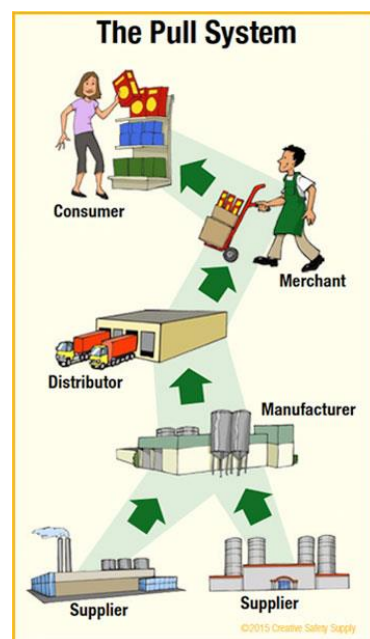 The Pull System
Consumer
Merchant
Distributor
Manufacturer
Supplier
Supplier
©2015 Creative Safety Supply